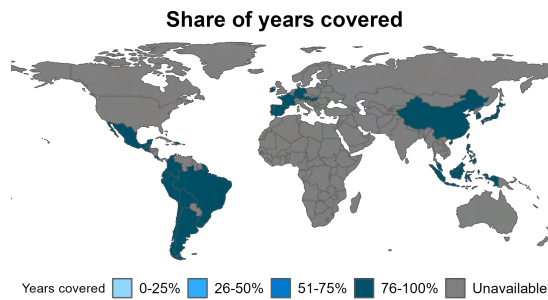 Share of years covered
Years covered 0-25% 26-50% 51-75% 76-100% Unavailable